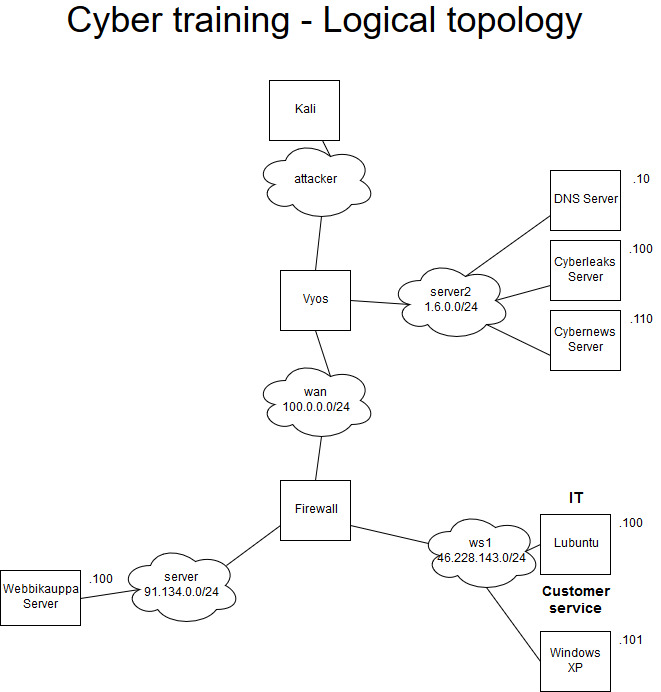 Cyber training - Logical topology
Kali
attacker
.10
DNS Server
.100
Cyberleaks
Server
server2
1.6.0.0/24
Vyos
.110
Cybernews
Server
wan
100.0.0.0/24
Firewall
IT
.100
Lubuntu
ws1
46.228.143.0/24
.100
Webbikauppa
Server
server
91.134.0.0/24
Customer
service
.101
Windows
XP